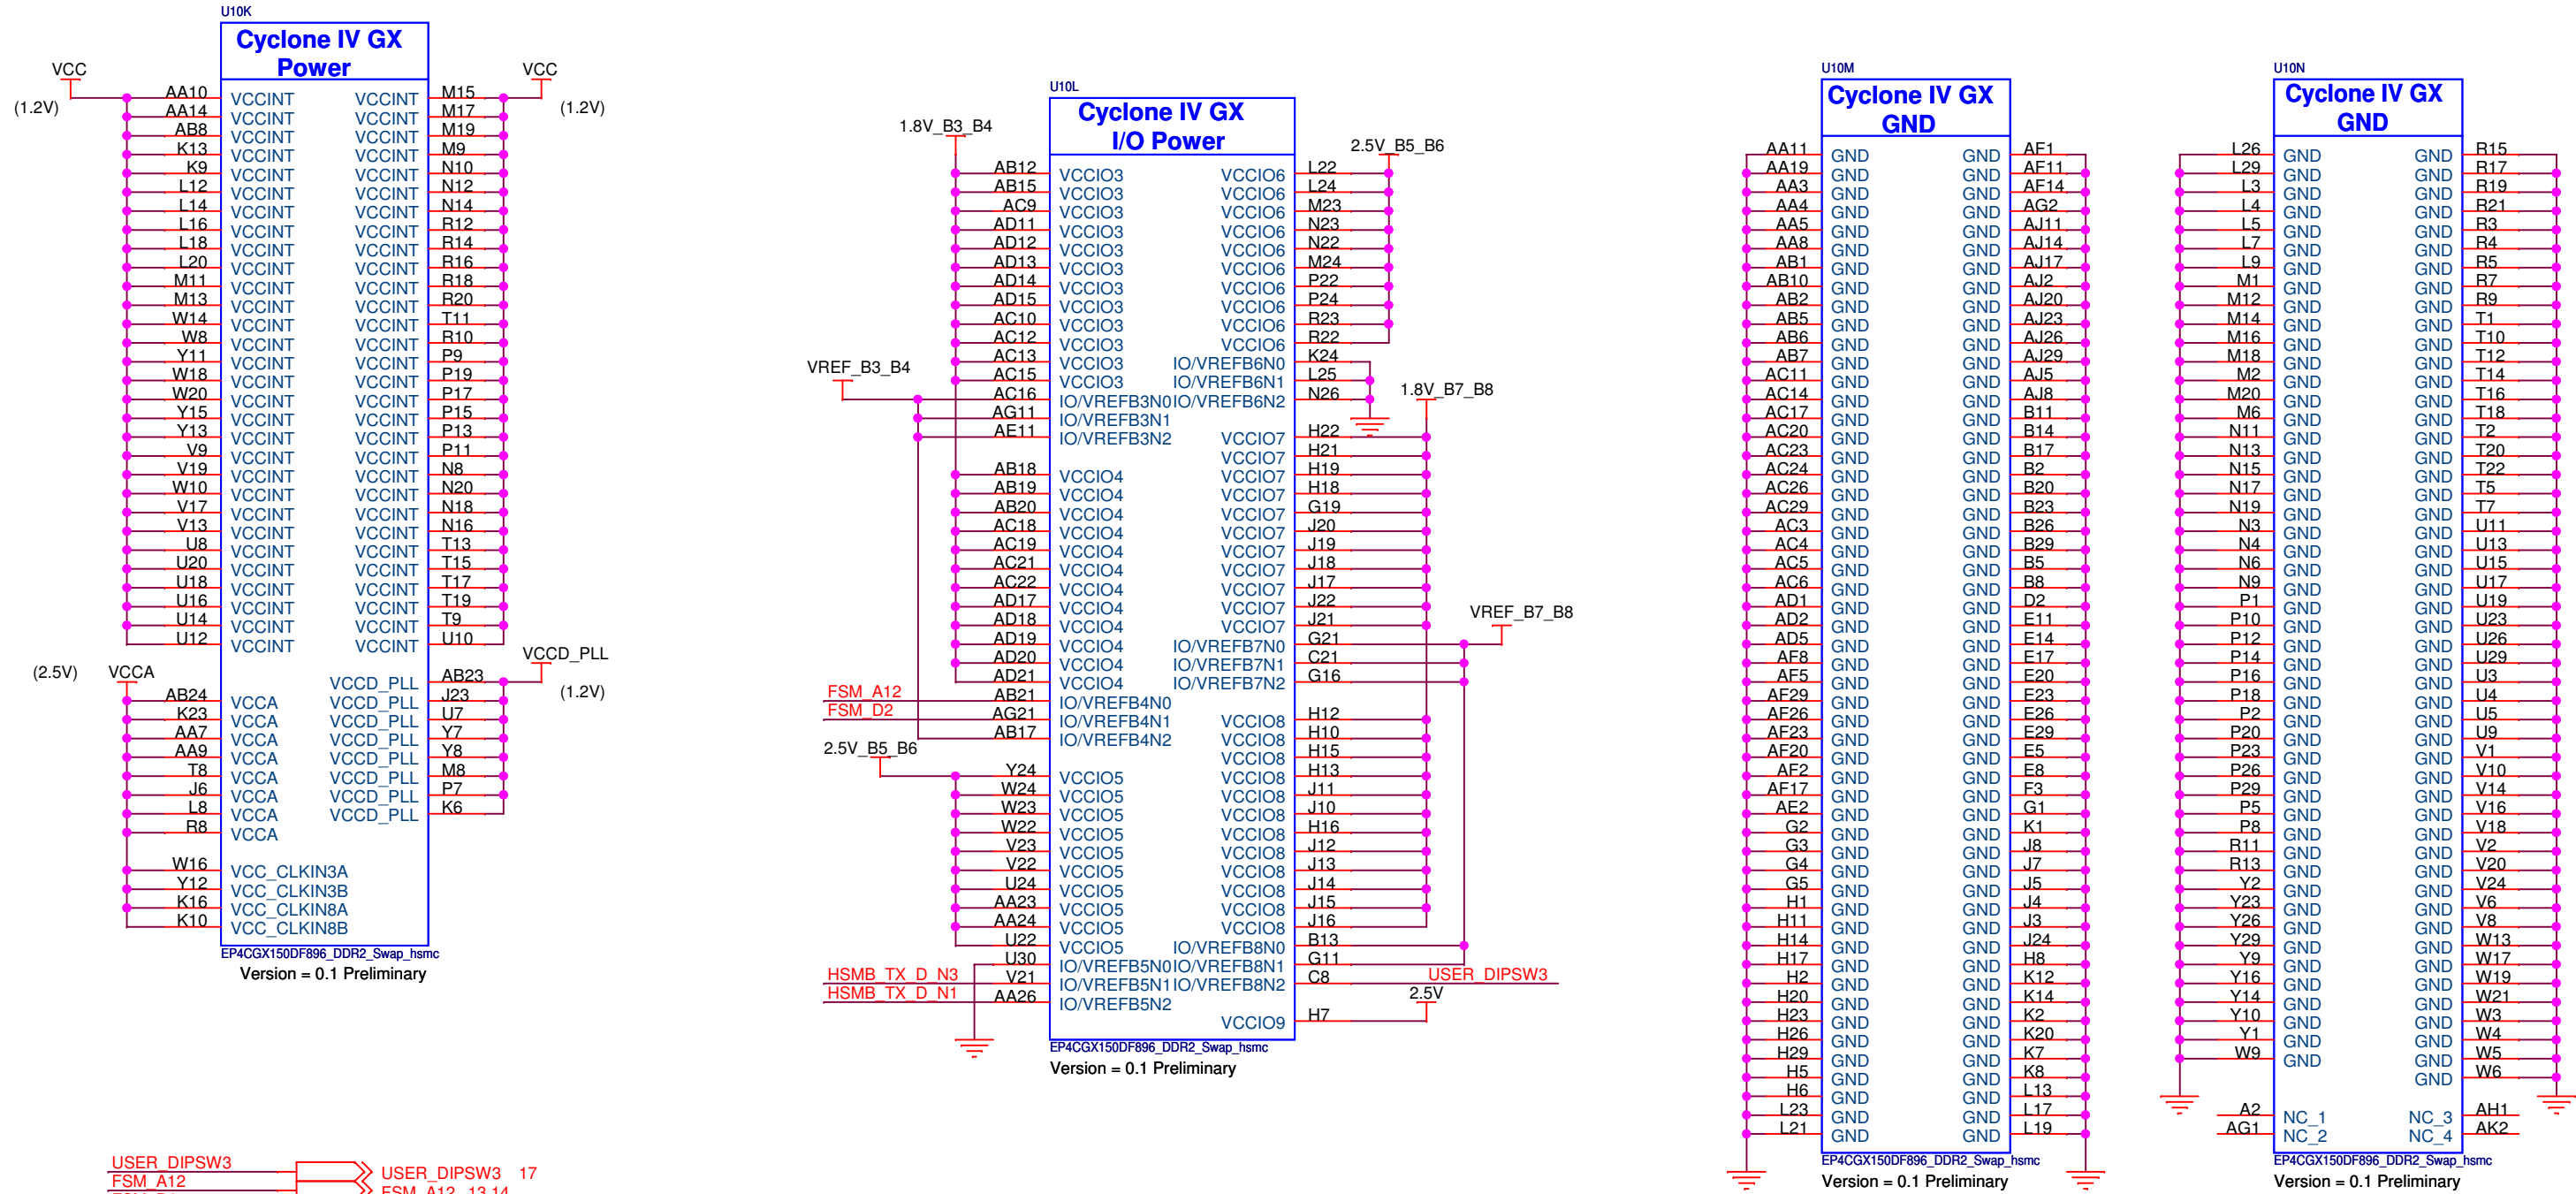 U10K
Cyclone IV GX
Power
VCC
(1.2V)
VCC
(1.2V)
AA10 VCCINT VCCINT M15
AA14 VCCINT VCCINT M17
AB8 VCCINT VCCINT M19
K13 VCCINT VCCINT M9
K9 VCCINT VCCINT N10
L12 VCCINT VCCINT N12
L14 VCCINT VCCINT N14
L16 VCCINT VCCINT R12
L18 VCCINT VCCINT R14
L20 VCCINT VCCINT R16
M11 VCCINT VCCINT R18
M13 VCCINT VCCINT R20
W14 VCCINT VCCINT T11
W8 VCCINT VCCINT R10
Y11 VCCINT VCCINT P9
W18 VCCINT VCCINT P19
W20 VCCINT VCCINT P17
Y15 VCCINT VCCINT P15
Y13 VCCINT VCCINT P13
V9 VCCINT VCCINT P11
V19 VCCINT VCCINT N8
W10 VCCINT VCCINT N20
V17 VCCINT VCCINT N18
V13 VCCINT VCCINT N16
U8 VCCINT VCCINT T13
U20 VCCINT VCCINT T15
U18 VCCINT VCCINT T17
U16 VCCINT VCCINT T19
U14 VCCINT VCCINT T9
U12 VCCINT VCCINT U10
(2.5V) VCCA
VCCD_PLL
(1.2V)
VCCD_PLL AB23
AB24 VCCA VCCD_PLL J23
K23 VCCA VCCD_PLL U7
AA7 VCCA VCCD_PLL Y7
AA9 VCCA VCCD_PLL Y8
T8 VCCA VCCD_PLL M8
J6 VCCA VCCD_PLL P7
L8 VCCA VCCD_PLL K6
R8 VCCA
W16 VCC_CLKIN3A
Y12 VCC_CLKIN3B
K16 VCC_CLKIN8A
K10 VCC_CLKIN8B
EP4CGX150DF896_DDR2_Swap_hsmc
Version = 0.1 Preliminary
U10L
Cyclone IV GX
I/O Power
1.8V_B3_B4
2.5V_B5_B6
AB12 VCCIO3 VCCIO6 L22
AB15 VCCIO3 VCCIO6 L24
AC9 VCCIO3 VCCIO6 M23
AD11 VCCIO3 VCCIO6 N23
AD12 VCCIO3 VCCIO6 N22
AD13 VCCIO3 VCCIO6 M24
AD14 VCCIO3 VCCIO6 P22
AD15 VCCIO3 VCCIO6 P24
AC10 VCCIO3 VCCIO6 R23
AC12 VCCIO3 VCCIO6 R22
AC13 VCCIO3 IO/VREFB6N0 K24
AC15 VCCIO3 IO/VREFB6N1 L25
VREF_B3_B4
1.8V_B7_B8
AC16 IO/VREFB3N0 IO/VREFB6N2 N26
AG11 IO/VREFB3N1
AE11 IO/VREFB3N2 VCCIO7 H22
VCCIO7 H21
AB18 VCCIO4 VCCIO7 H19
AB19 VCCIO4 VCCIO7 H18
AB20 VCCIO4 VCCIO7 G19
AC18 VCCIO4 VCCIO7 J20
AC19 VCCIO4 VCCIO7 J19
AC21 VCCIO4 VCCIO7 J18
AC22 VCCIO4 VCCIO7 J17
AD17 VCCIO4 VCCIO7 J22
AD18 VCCIO4 VCCIO7 J21
VREF_B7_B8
AD19 VCCIO4 IO/VREFB7N0 G21
AD20 VCCIO4 IO/VREFB7N1 C21
AD21 VCCIO4 IO/VREFB7N2 G16
FSM_A12 AB21 IO/VREFB4N0
FSM_D2 AG21 IO/VREFB4N1 VCCIO8 H12
AB17 IO/VREFB4N2 VCCIO8 H10
2.5V_B5_B6
VCCIO8 H15
Y24 VCCIO5 VCCIO8 H13
W24 VCCIO5 VCCIO8 J11
W23 VCCIO5 VCCIO8 J10
W22 VCCIO5 VCCIO8 H16
V23 VCCIO5 VCCIO8 J12
V22 VCCIO5 VCCIO8 J13
U24 VCCIO5 VCCIO8 J14
AA23 VCCIO5 VCCIO8 J15
AA24 VCCIO5 VCCIO8 J16
U22 VCCIO5 IO/VREFB8N0 B13
U30 IO/VREFB5N0 IO/VREFB8N1 G11
HSMB_TX_D_N3 V21 IO/VREFB5N1 IO/VREFB8N2 C8 USER_DIPSW3
HSMB_TX_D_N1 AA26 IO/VREFB5N2
2.5V
VCCIO9 H7
EP4CGX150DF896_DDR2_Swap_hsmc
Version = 0.1 Preliminary
U10M
Cyclone IV GX
GND
AA11 GND GND AF1
AA19 GND GND AF11
AA3 GND GND AF14
AA4 GND GND AG2
AA5 GND GND AJ11
AA8 GND GND AJ14
AB1 GND GND AJ17
AB10 GND GND AJ2
AB2 GND GND AJ20
AB5 GND GND AJ23
AB6 GND GND AJ26
AB7 GND GND AJ29
AC11 GND GND AJ5
AC14 GND GND AJ8
AC17 GND GND B11
AC20 GND GND B14
AC23 GND GND B17
AC24 GND GND B2
AC26 GND GND B20
AC29 GND GND B23
AC3 GND GND B26
AC4 GND GND B29
AC5 GND GND B5
AC6 GND GND B8
AD1 GND GND D2
AD2 GND GND E11
AD5 GND GND E14
AF8 GND GND E17
AF5 GND GND E20
AF29 GND GND E23
AF26 GND GND E26
AF23 GND GND E29
AF20 GND GND E5
AF2 GND GND E8
AF17 GND GND F3
AE2 GND GND G1
G2 GND GND K1
G3 GND GND J8
G4 GND GND J7
G5 GND GND J5
H1 GND GND J4
H11 GND GND J3
H14 GND GND J24
H17 GND GND H8
H2 GND GND K12
H20 GND GND K14
H23 GND GND K2
H26 GND GND K20
H29 GND GND K7
H5 GND GND K8
H6 GND GND L13
L23 GND GND L17
L21 GND GND L19
EP4CGX150DF896_DDR2_Swap_hsmc
Version = 0.1 Preliminary
U10N
Cyclone IV GX
GND
L26 GND GND R15
L29 GND GND R17
L3 GND GND R19
L4 GND GND R21
L5 GND GND R3
L7 GND GND R4
L9 GND GND R5
M1 GND GND R7
M12 GND GND R9
M14 GND GND T1
M16 GND GND T10
M18 GND GND T12
M2 GND GND T14
M20 GND GND T16
M6 GND GND T18
N11 GND GND T2
N13 GND GND T20
N15 GND GND T22
N17 GND GND T5
N19 GND GND T7
N3 GND GND U11
N4 GND GND U13
N6 GND GND U15
N9 GND GND U17
P1 GND GND U19
P10 GND GND U23
P12 GND GND U26
P14 GND GND U29
P16 GND GND U3
P18 GND GND U4
P2 GND GND U5
P20 GND GND U9
P23 GND GND V1
P26 GND GND V10
P29 GND GND V14
P5 GND GND V16
P8 GND GND V18
R11 GND GND V2
R13 GND GND V20
Y2 GND GND V24
Y23 GND GND V6
Y26 GND GND V8
Y29 GND GND W13
Y9 GND GND W17
Y16 GND GND W19
Y14 GND GND W21
Y10 GND GND W3
Y1 GND GND W4
W9 GND GND W5
GND W6
A2 NC_1 NC_3 AH1
AG1 NC_2 NC_4 AK2
EP4CGX150DF896_DDR2_Swap_hsmc
Version = 0.1 Preliminary
USER_DIPSW3 USER_DIPSW3 17
FSM_A12 FSM_A12 13,14